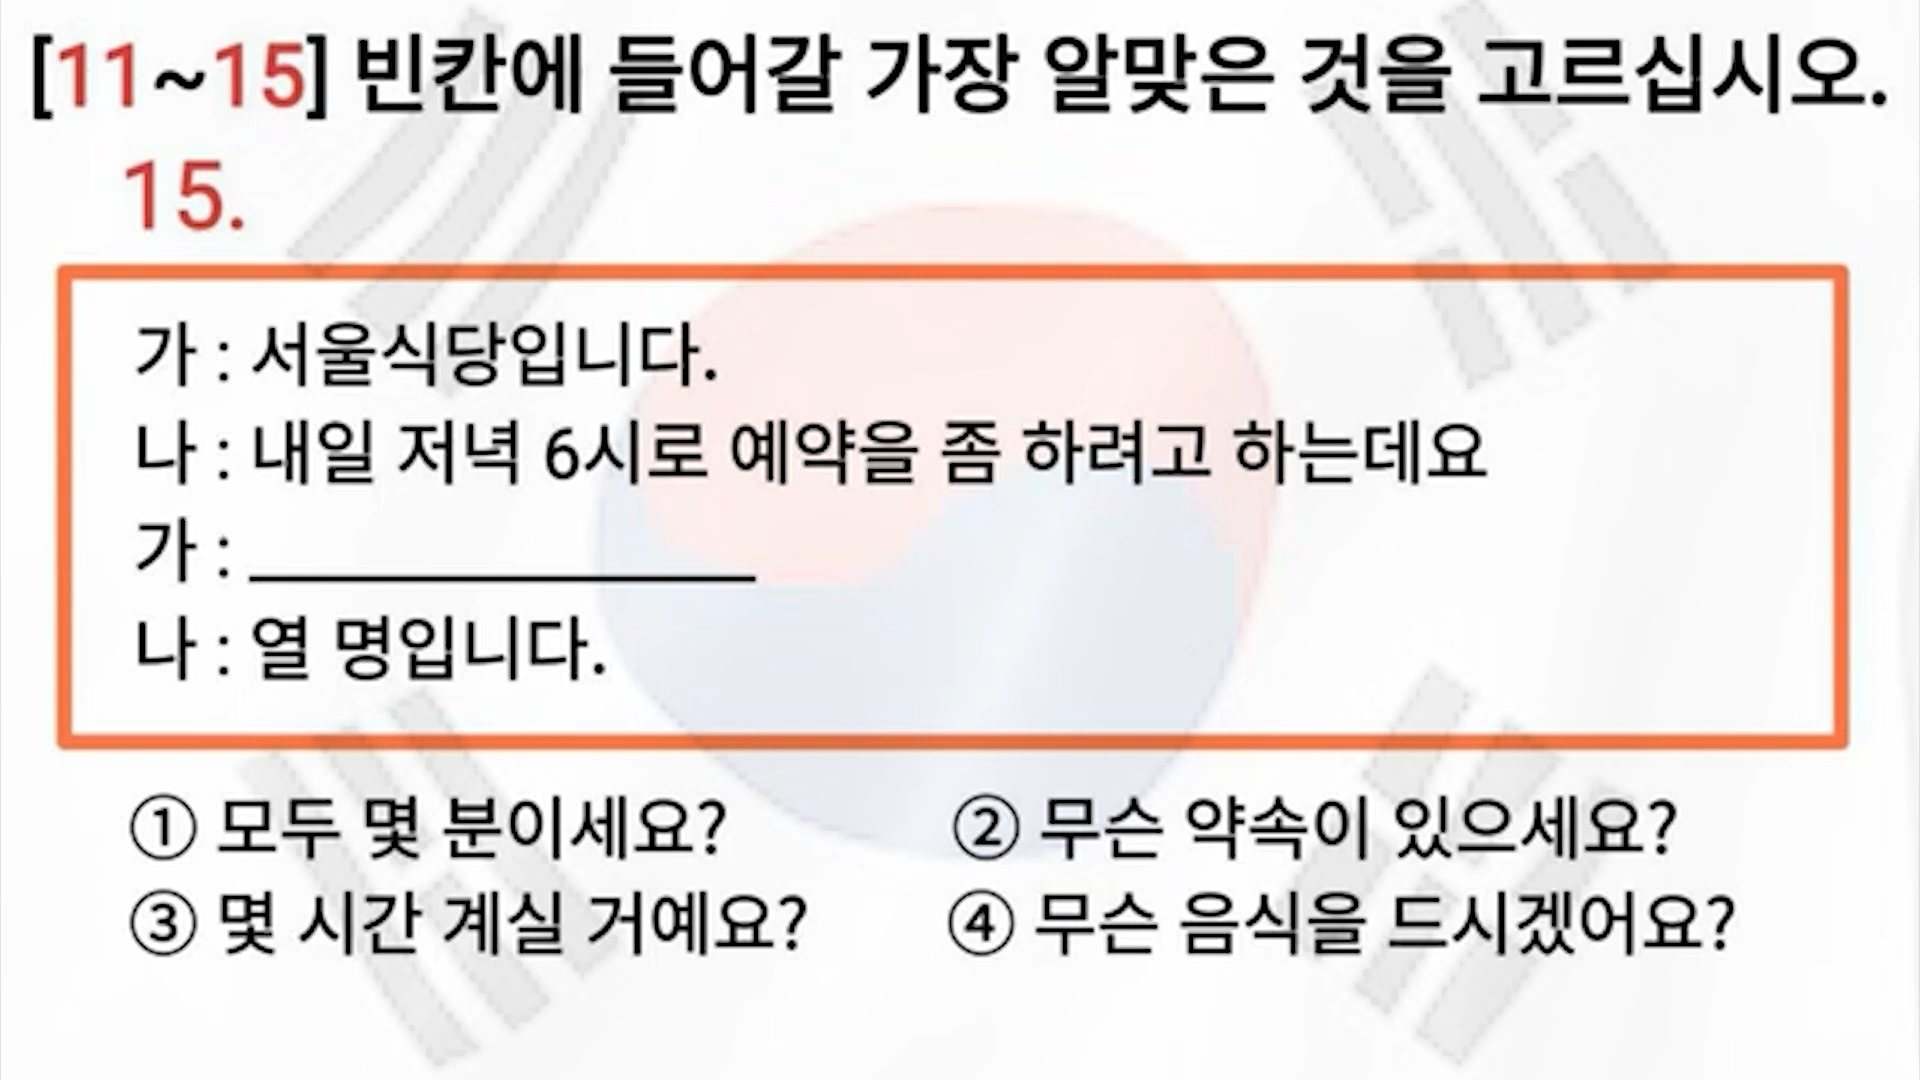 [11~15] 빈칸에 들어갈 가장 알맞은 것을 고르십시오.
15.
가 : 서울식당입니다.
나 : 내일 저녁 6시로 예약을 좀 하려고 하는데요
가 : ______________
나 : 열 명입니다.
① 모두 몇 분이세요? ② 무슨 약속이 있으세요?
③ 몇 시간 계실 거예요? ④ 무슨 음식을 드시겠어요?